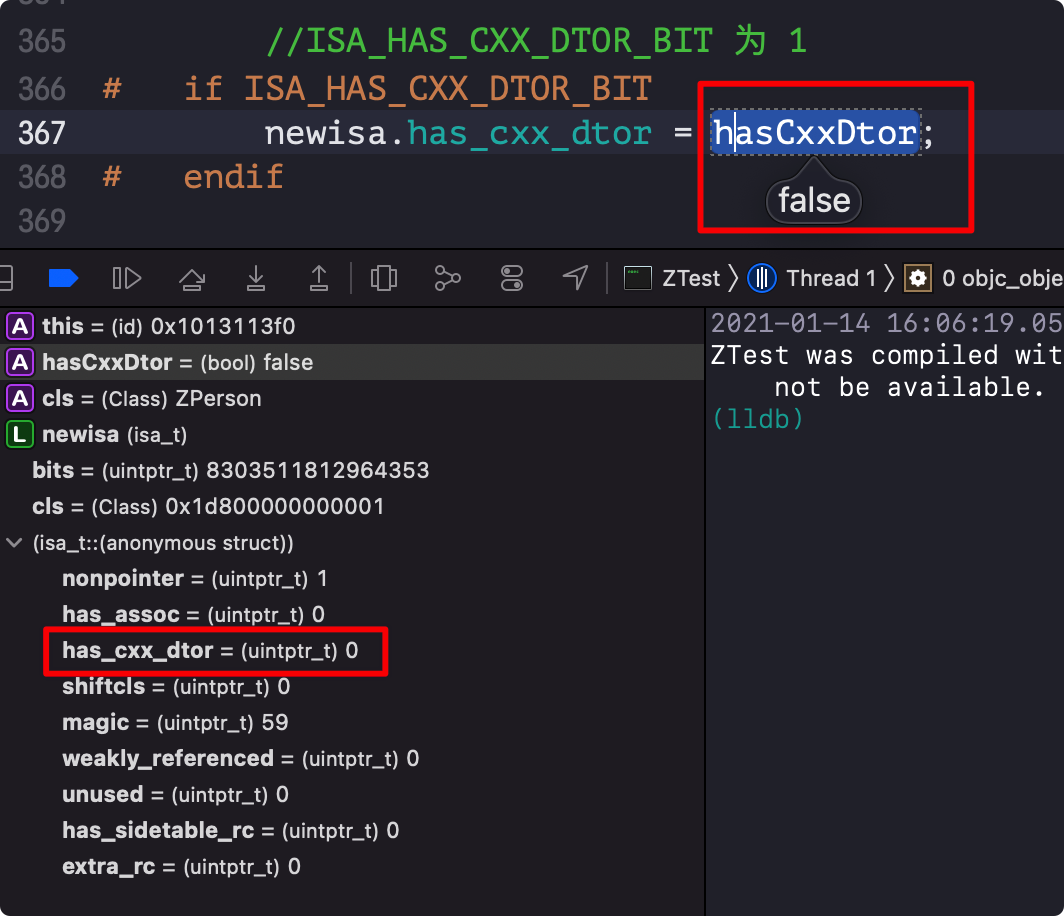 365 //ISA_HAS_CXX_DTOR_BIT 为 1
366 # if ISA_HAS_CXX_DTOR_BIT
367 newisa.has_cxx_dtor = hasCxxDtor;
368 # endif
false
369
ZTest 〉 Thread 1 〉 0 objc_obje
A this = (id) 0x1013113f0
A hasCxxDtor = (bool) false
A cls = (Class) ZPerson
L newisa (isa_t)
bits = (uintptr_t) 8303511812964353
cls = (Class) 0x1d800000000001
(isa_t::(anonymous struct))
nonpointer = (uintptr_t) 1
has_assoc = (uintptr_t) 0
has_cxx_dtor = (uintptr_t) 0
shiftcls = (uintptr_t) 0
magic = (uintptr_t) 59
weakly_referenced = (uintptr_t) 0
unused = (uintptr_t) 0
has_sidetable_rc = (uintptr_t) 0
extra_rc = (uintptr_t) 0
2021-01-14 16:06:19.05
ZTest was compiled wit
not be available.
(lldb)